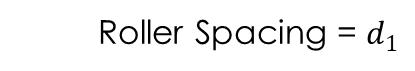 Roller Spacing = d₁